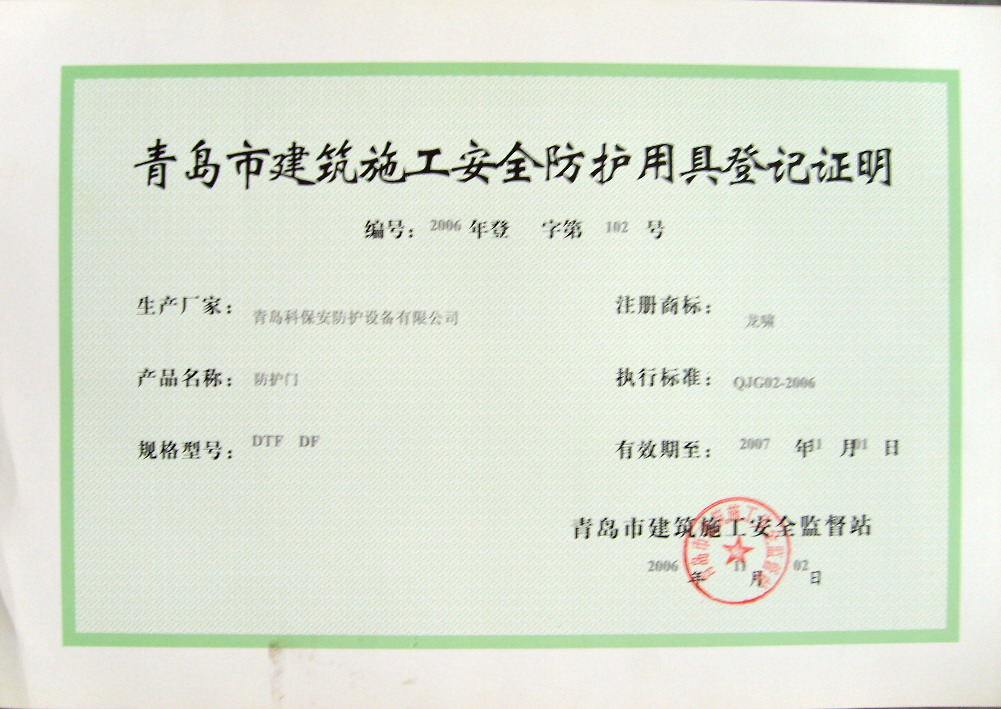 青岛市建筑施工安全防护用具登记证明
编号：2006 年登 字第 102 号
生产厂家：青岛科保安防护设备有限公司
注册商标：龙啸
产品名称：防护门
执行标准：QJG02-2006
规格型号：DTF DF
有效期至：2007 年11 月01 日
青岛市建筑施工安全监督站
2006 年 11 月 02 日